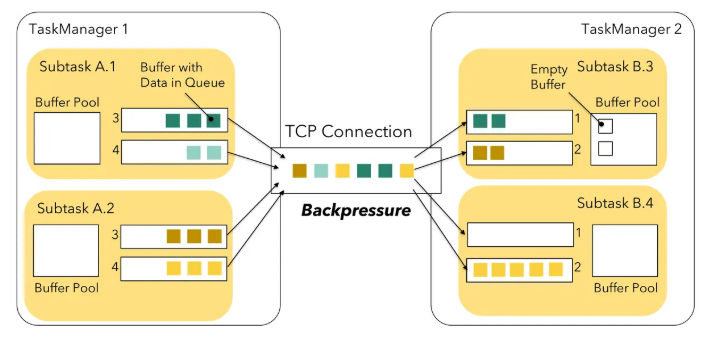 TaskManager 1
TaskManager 2
Subtask A.1
Buffer with
Data in Queue
Buffer Pool
3
4
TCP Connection
Backpressure
Subtask A.2
3
4
Buffer Pool
Empty
Buffer
Subtask B.3
Buffer Pool
1
2
Subtask B.4
1
2
Buffer Pool